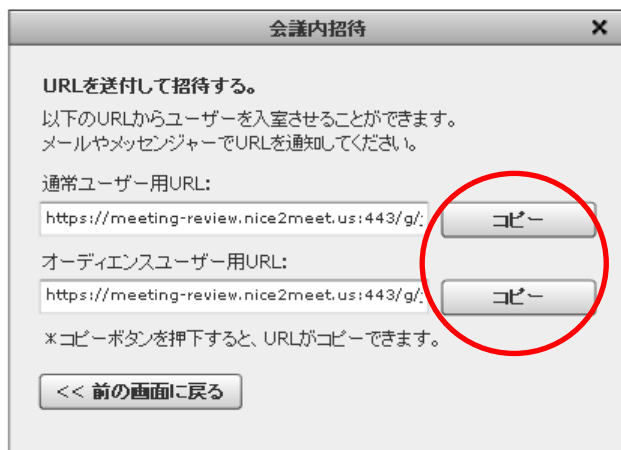 会議内招待
URLを送付して招待する。
以下のURLからユーザーを入室させることができます。
メールやメッセンジャーでURLを通知してください。
通常ユーザー用URL:
https://meeting-review.nice2meet.us:443/g/ コピー
オーディエンスユーザー用URL:
https://meeting-review.nice2meet.us:443/g/ コピー
*コピーボタンを押下すると、URLがコピーできます。
<< 前の画面に戻る